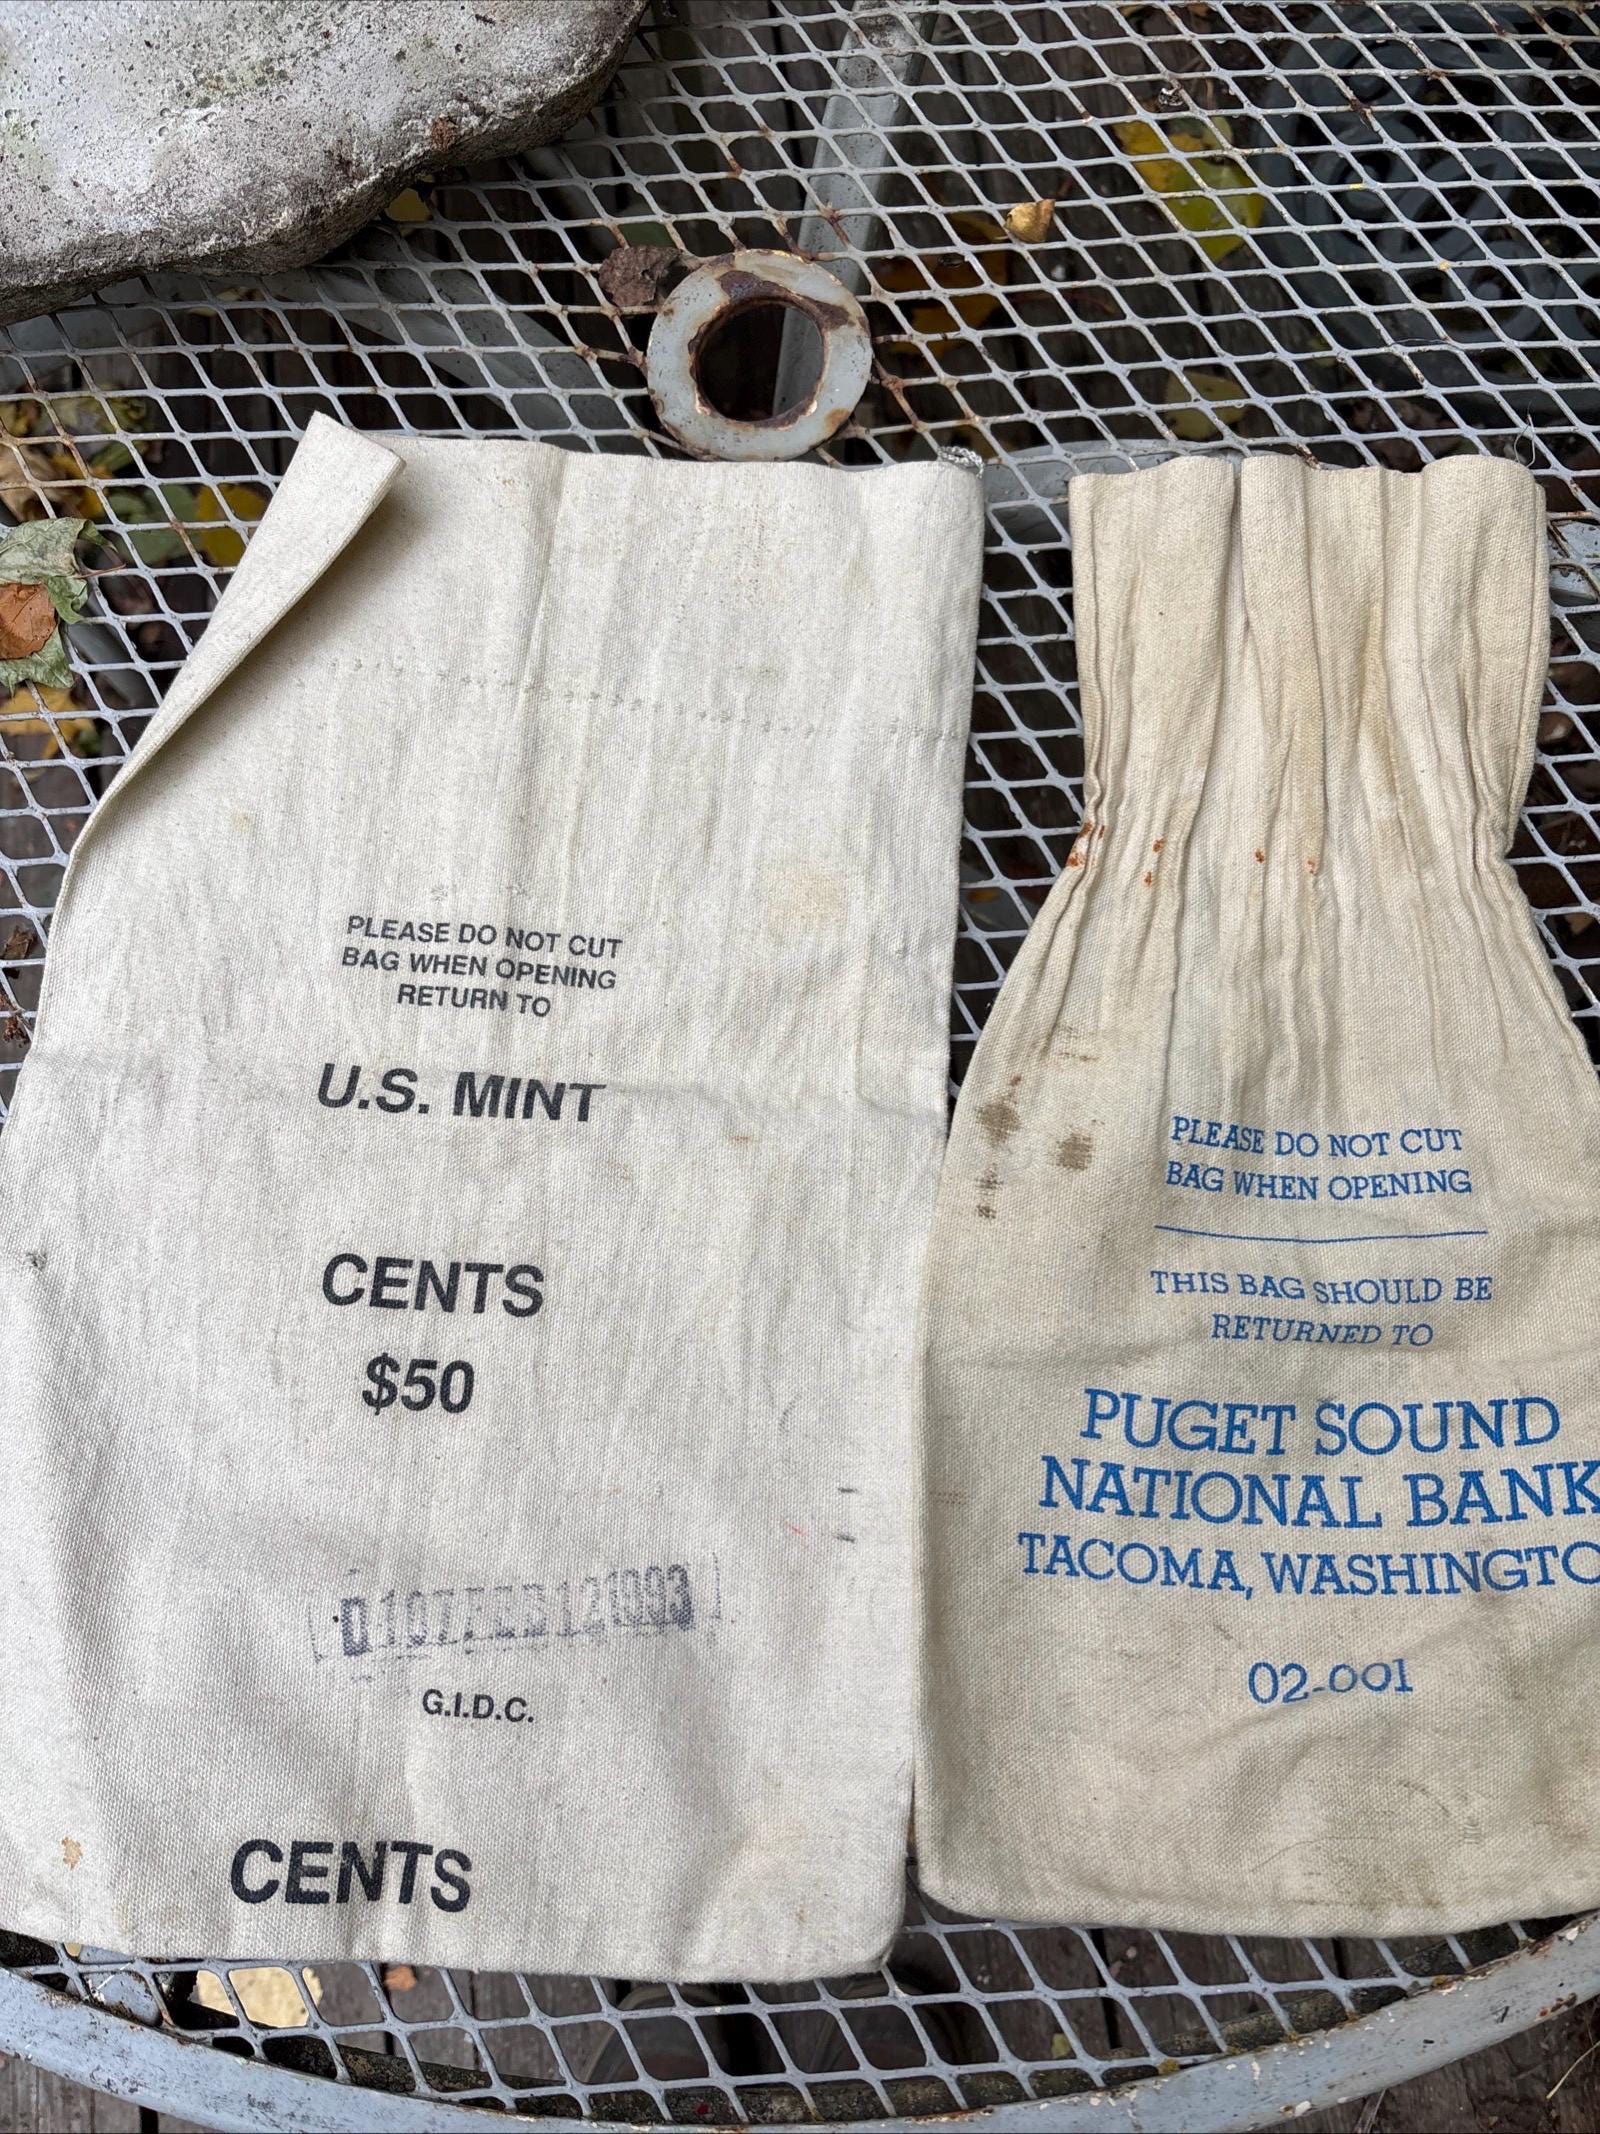 PLEASE DO NOT CUT
BAG WHEN OPENING
RETURN TO
U.S. MINT
CENTS
$50
D107FEB121993
G.I.D.C.
CENTS
PLEASE DO NOT CUT
BAG WHEN OPENING
THIS BAG SHOULD BE
RETURNED TO
PUGET SOUND
NATIONAL BANK
TACOMA, WASHINGTO
02-001